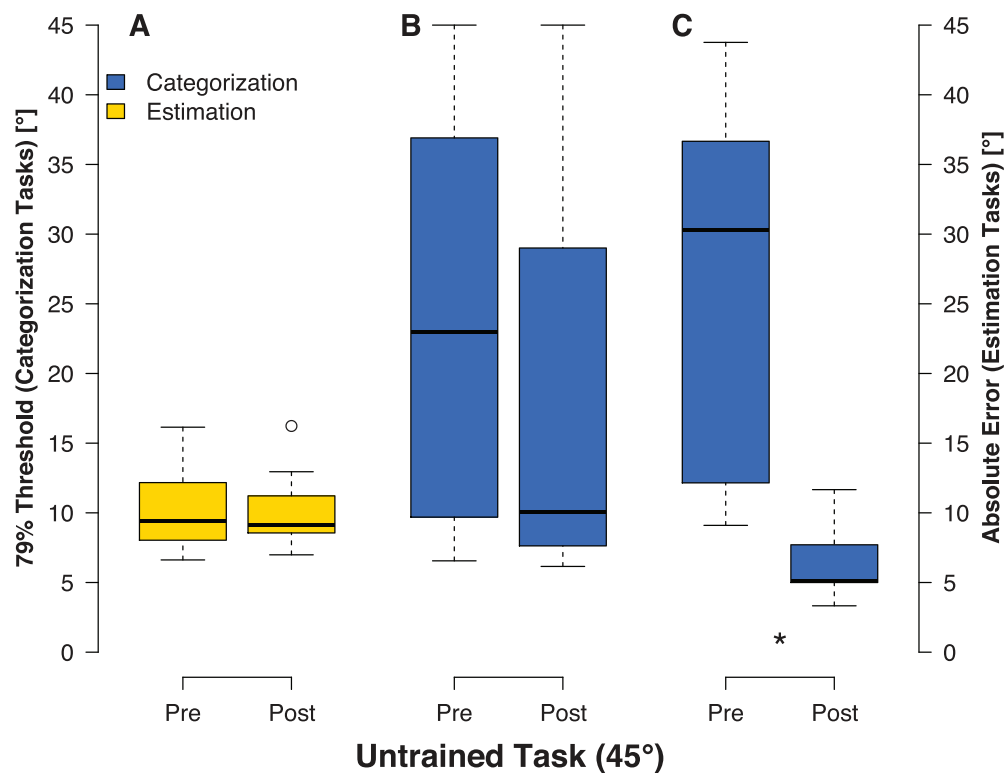 A
B
C
Categorization
Estimation
79% Threshold (Categorization Tasks) [°]
45
40
35
30
25
20
15
10
5
0
*
45
40
35
30
25
20
15
10
5
0
Absolute Error (Estimation Tasks) [°]
Pre Post Pre Post Pre Post
Untrained Task (45°)